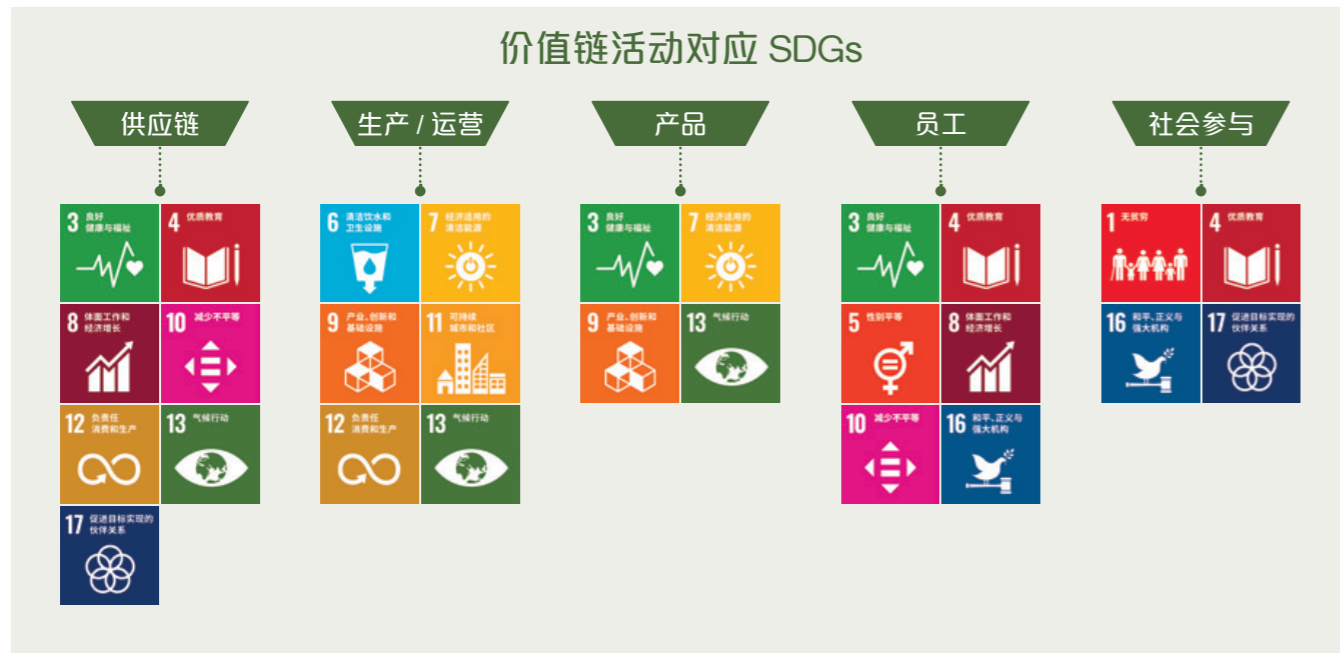 价值链活动对应 SDGs
供应链
3 良好
健康与福祉
4 优质教育
8 体面工作和
经济增长
10 减少不平等
12 负责任
消费和生产
13 气候行动
17 促进目标实现的
伙伴关系
生产 / 运营
6 清洁饮水和
卫生设施
7 经济适用的
清洁能源
9 产业、创新和
基础设施
11 可持续
城市和社区
12 负责任
消费和生产
13 气候行动
产品
3 良好
健康与福祉
7 经济适用的
清洁能源
9 产业、创新和
基础设施
13 气候行动
员工
3 良好
健康与福祉
4 优质教育
5 性别平等
8 体面工作和
经济增长
10 减少不平等
16 和平、正义与
强大机构
社会参与
1 无贫穷
4 优质教育
16 和平、正义与
强大机构
17 促进目标实现的
伙伴关系